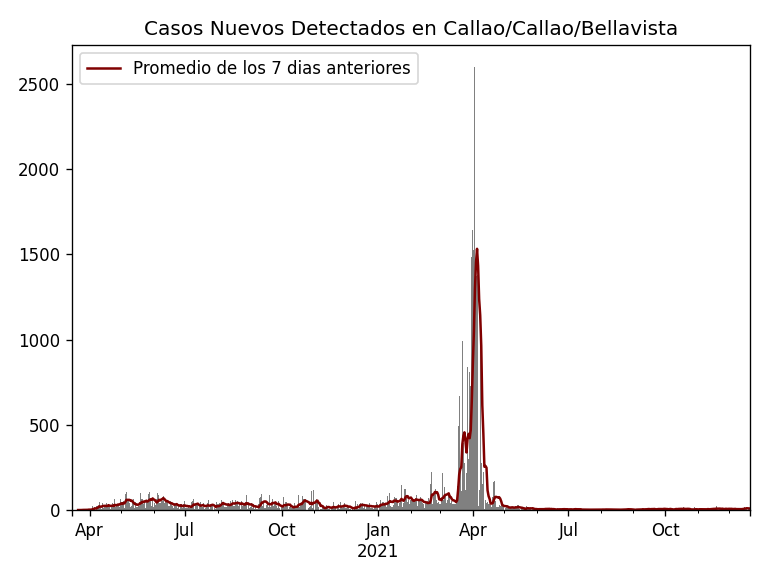 Casos Nuevos Detectados en Callao/Callao/Bellavista
Promedio de los 7 dias anteriores
2500
2000
1500
1000
500
0
Apr Jul Oct Jan Apr Jul Oct
2021